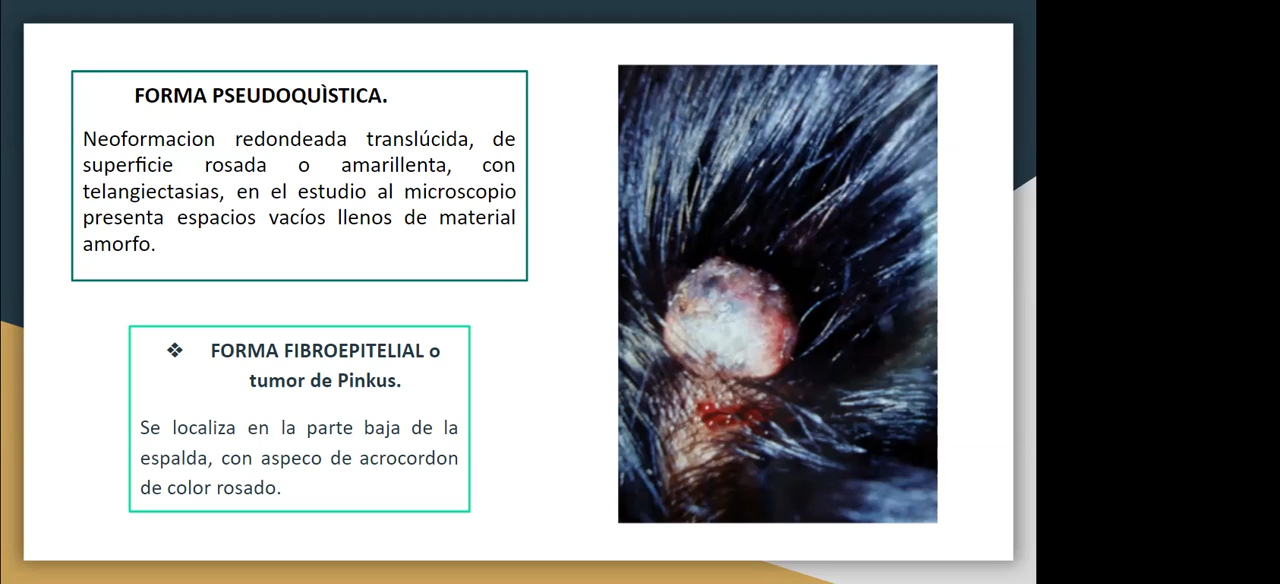 FORMA PSEUDOQUÌSTICA.
Neoformacion redondeada translúcida, de
superficie rosada o amarillenta, con
telangiectasias, en el estudio al microscopio
presenta espacios vacíos llenos de material
amorfo.
❖ FORMA FIBROEPITELIAL o
tumor de Pinkus.
Se localiza en la parte baja de la
espalda, con aspeco de acrocordon
de color rosado.